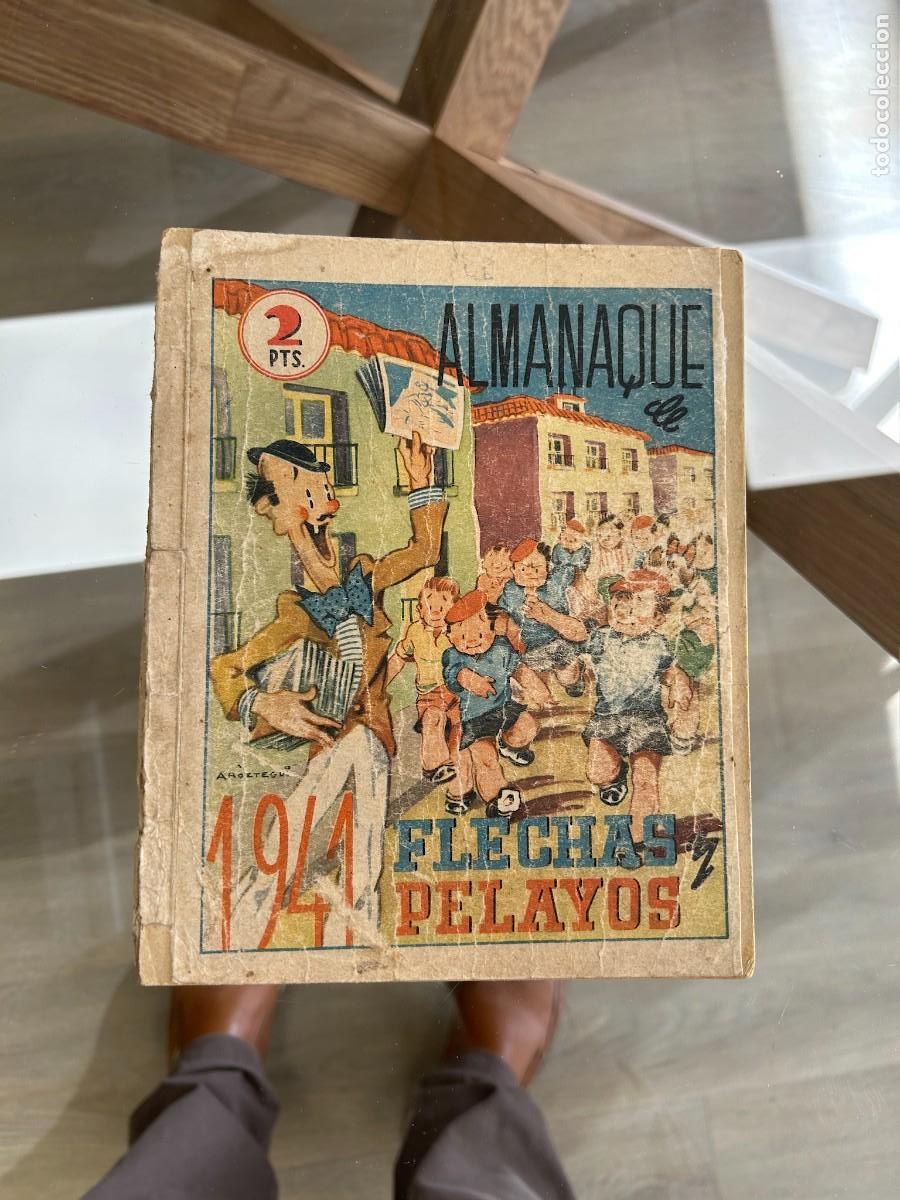 2
PTS.
ALMANAQUE
de
AROZTEGUI
1941
FLECHAS y
PELAYOS
todocoleccion